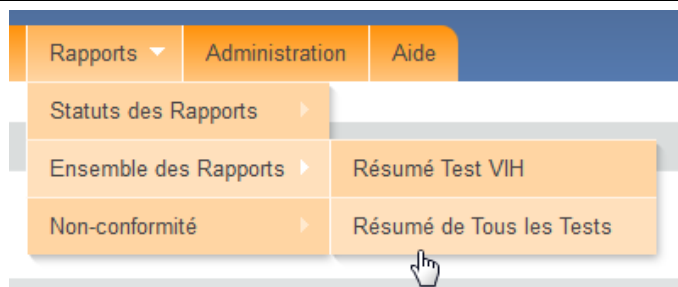 Rapports Administration Aide
Statuts des Rapports
Ensemble des Rapports Résumé Test VIH
Non-conformité Résumé de Tous les Tests